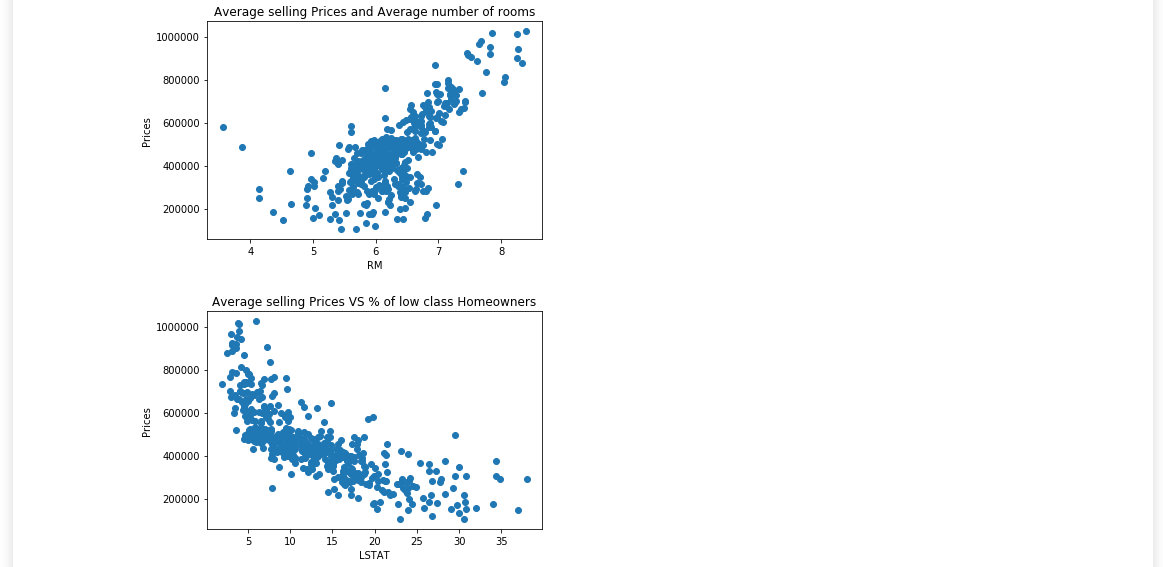 Average selling Prices and Average number of rooms
1000000
800000
600000
400000
200000
Prices
4 5 6 7 8
RM
Average selling Prices VS % of low class Homeowners
1000000
800000
600000
400000
200000
Prices
5 10 15 20 25 30 35
LSTAT